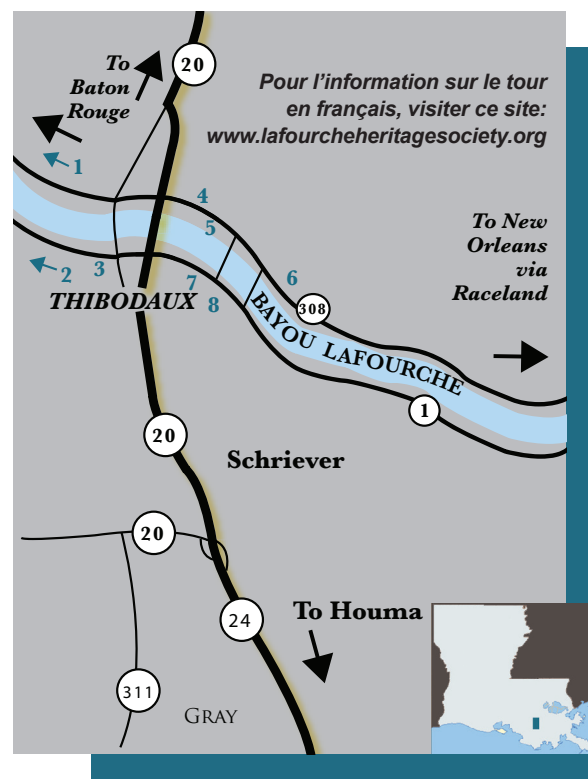 To
Baton
Rouge
20
Pour l’information sur le tour
en français, visiter ce site:
www.lafourcheheritagesociety.org
1
4
5
To New
Orleans
via
Raceland
2
3
7
6
THIBODAUX
8
308
BAYOU LAFOURCHE
1
20
Schriever
20
24
To Houma
311
GRAY